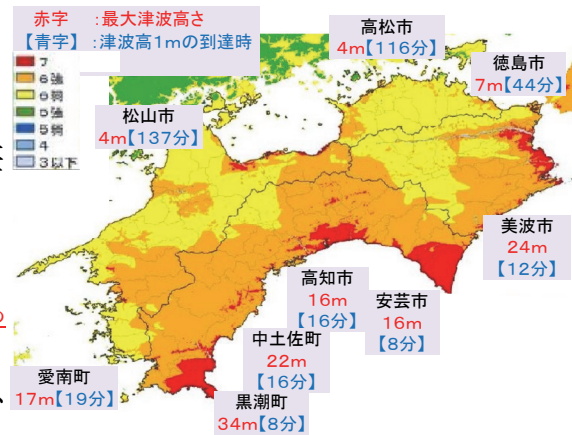 赤字　：最大津波高さ
【青字】：津波高1mの到達時
7
6強
6弱
5強
5弱
4
3以下
高松市
4m【116分】
徳島市
7m【44分】
松山市
4m【137分】
美波市
24m
【12分】
高知市
16m
【16分】
安芸市
16m
【8分】
中土佐町
22m
【16分】
愛南町
17m【19分】
黒潮町
34m【8分】